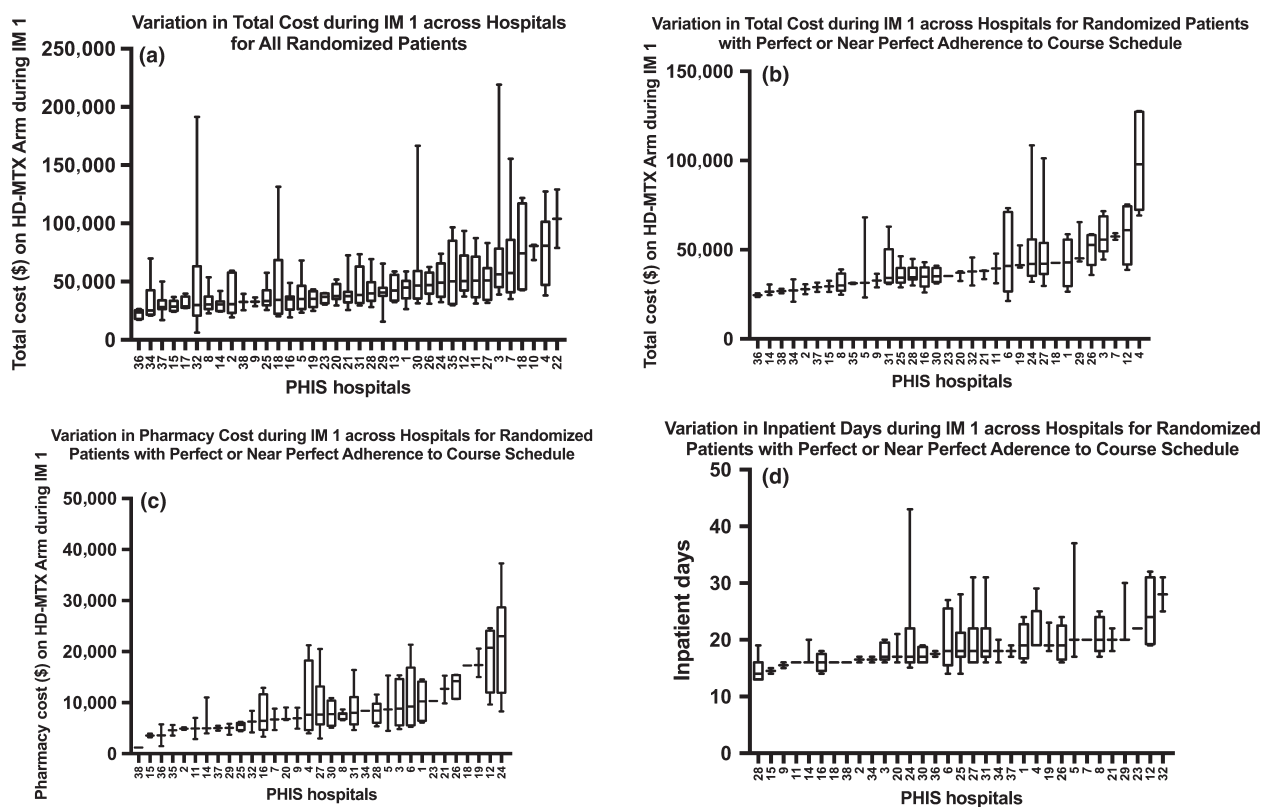 Variation in Total Cost during IM 1 across Hospitals
for All Randomized Patients
(a)
Total cost ($) on HD-MTX Arm during IM 1
250,000
200,000
150,000
100,000
50,000
0
36 34 37 15 17 32 8 14 2 38 9 25 18 16 5 19 23 20 21 31 28 29 13 1 30 26 24 35 12 11 27 3 7 18 10 4 22
PHIS hospitals
Variation in Total Cost during IM 1 across Hospitals for Randomized Patients
with Perfect or Near Perfect Adherence to Course Schedule
(b)
Total cost ($) on HD-MTX Arm during IM 1
150,000
100,000
50,000
0
36 14 38 34 2 37 15 8 35 5 9 31 25 28 16 30 23 20 32 21 11 6 19 24 27 18 1 29 26 3 7 12 4
PHIS hospitals
Variation in Pharmacy Cost during IM 1 across Hospitals for Randomized
Patients with Perfect or Near Perfect Adherence to Course Schedule
(c)
Pharmacy cost ($) on HD-MTX Arm during IM 1
50,000
40,000
30,000
20,000
10,000
0
38 15 36 35 2 11 14 37 29 25 32 16 7 20 9 4 27 30 8 31 34 28 5 3 6 1 23 21 26 18 19 12 24
PHIS hospitals
Variation in Inpatient Days during IM 1 across Hospitals for Randomized
Patients with Perfect or Near Perfect Aderence to Course Schedule
(d)
Inpatient days
50
40
30
20
10
0
28 15 9 11 14 16 18 38 2 34 3 20 24 30 36 6 25 27 31 34 37 1 4 19 26 5 7 8 21 29 23 12 32
PHIS hospitals